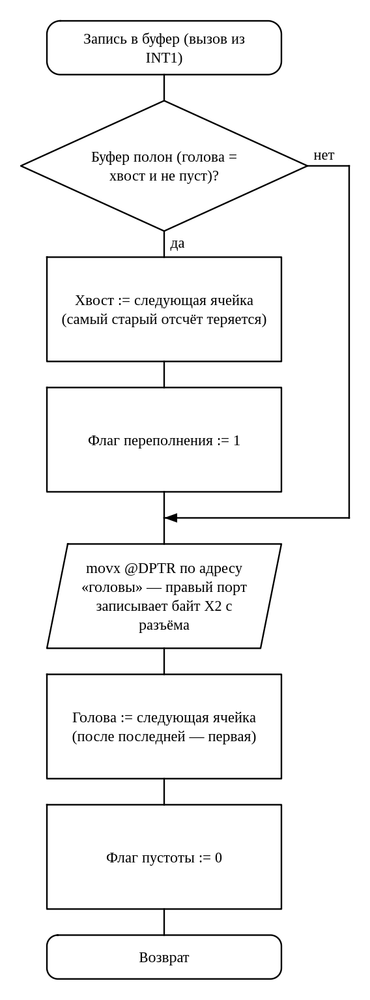 Запись в буфер (вызов из
INT1)
Буфер полон (голова =
хвост и не пуст)?
нет
да
Хвост := следующая ячейка
(самый старый отсчёт теряется)
Флаг переполнения := 1
movx @DPTR по адресу
«головы» — правый порт
записывает байт X2 с
разъёма
Голова := следующая ячейка
(после последней — первая)
Флаг пустоты := 0
Возврат